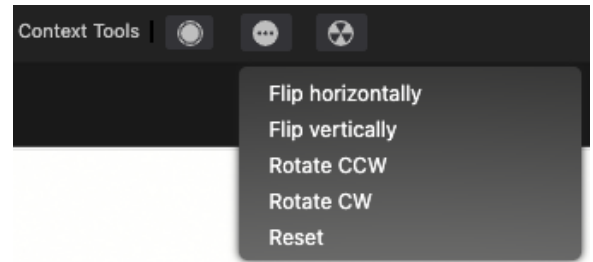 Context Tools
Flip horizontally
Flip vertically
Rotate CCW
Rotate CW
Reset